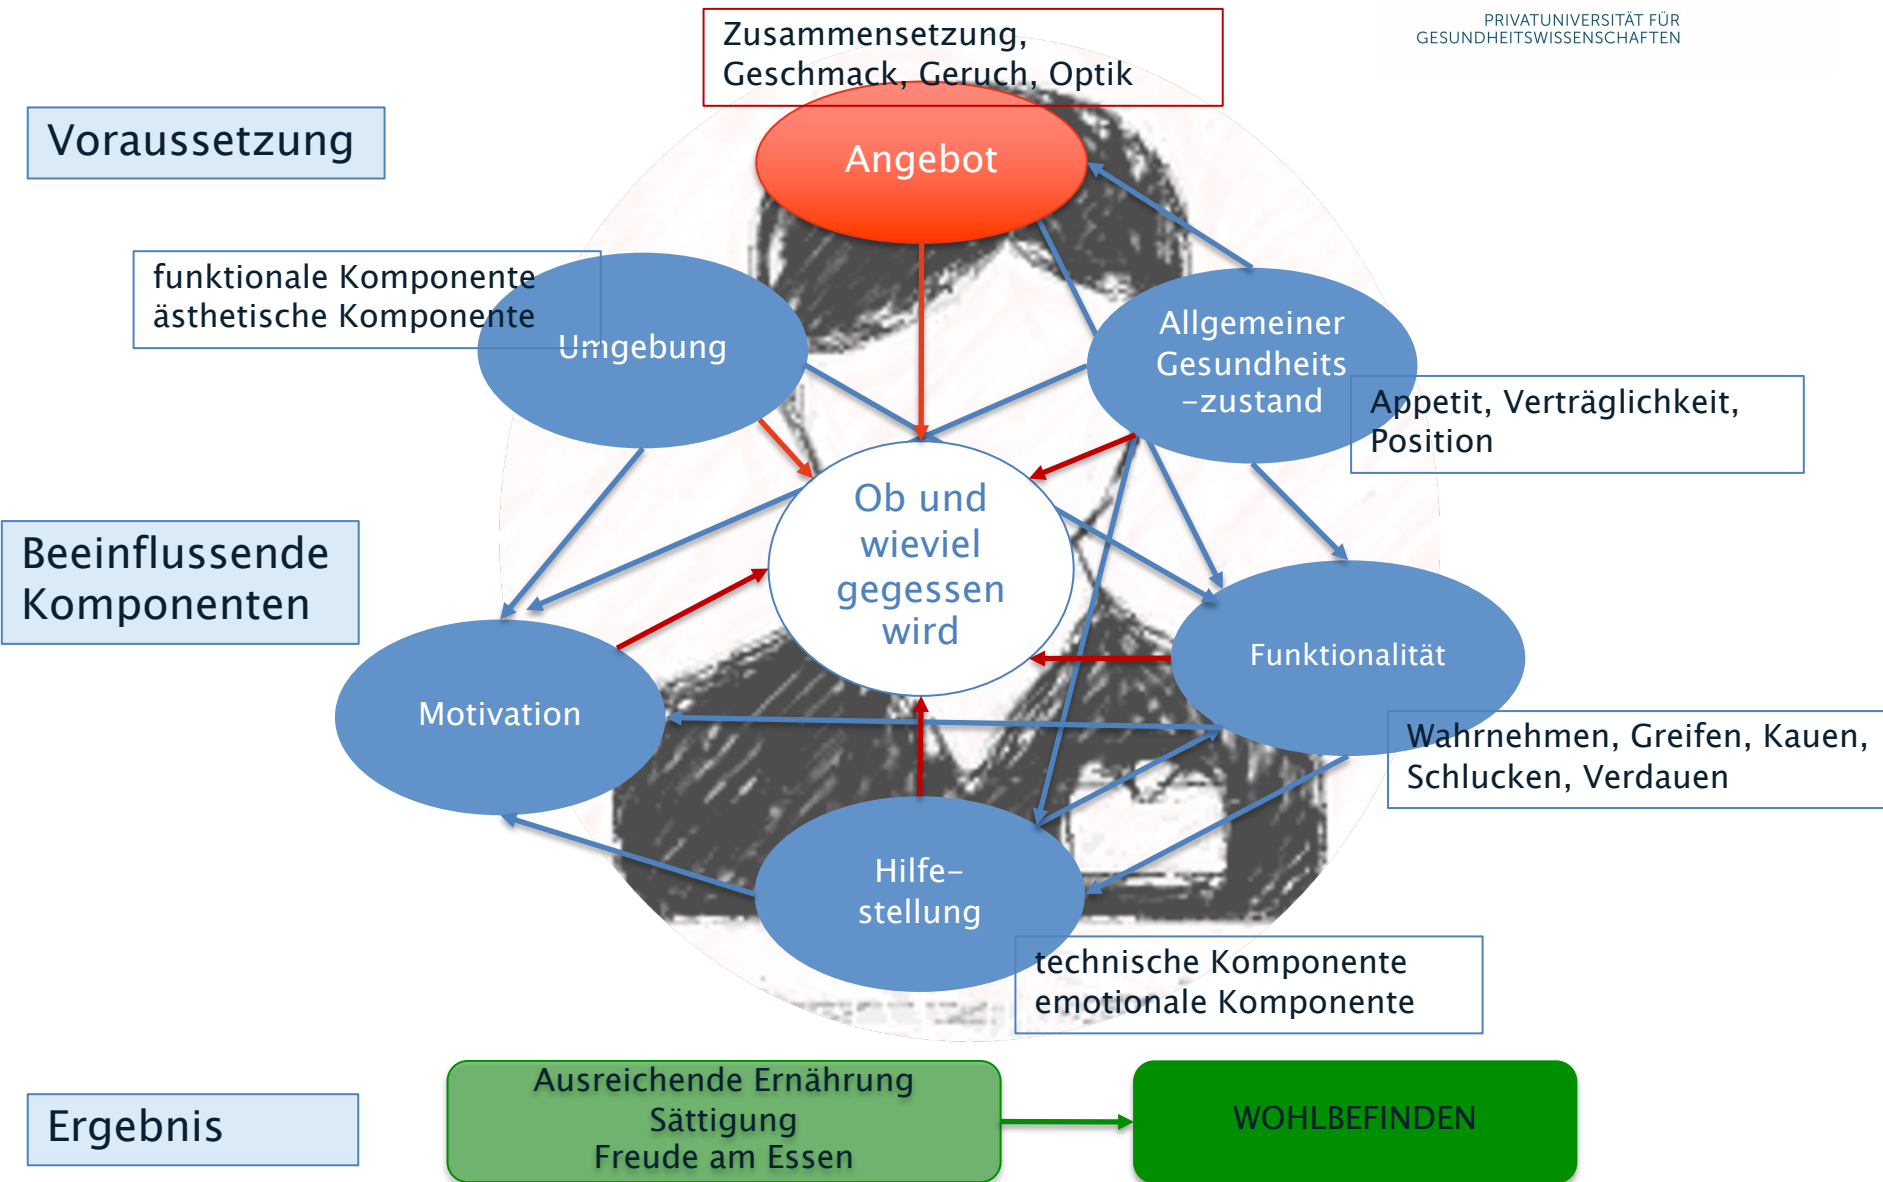 PRIVATUNIVERSITÄT FÜR
GESUNDHEITSWISSENSCHAFTEN
Zusammensetzung,
Geschmack, Geruch, Optik
Voraussetzung
Angebot
funktionale Komponente
ästhetische Komponente
Umgebung
Allgemeiner
Gesundheits
-zustand
Appetit, Verträglichkeit,
Position
Ob und
wieviel
gegessen
wird
Beeinflussende
Komponenten
Funktionalität
Motivation
Wahrnehmen, Greifen, Kauen,
Schlucken, Verdauen
Hilfe-
stellung
technische Komponente
emotionale Komponente
Ergebnis
Ausreichende Ernährung
Sättigung
Freude am Essen
WOHLBEFINDEN